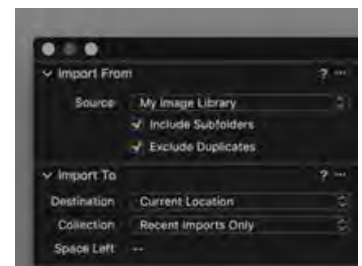 Import From ? ...
Source My Image Library
Include Subfolders
Exclude Duplicates
Import To ? ...
Destination Current Location
Collection Recent Imports Only
Space Left --